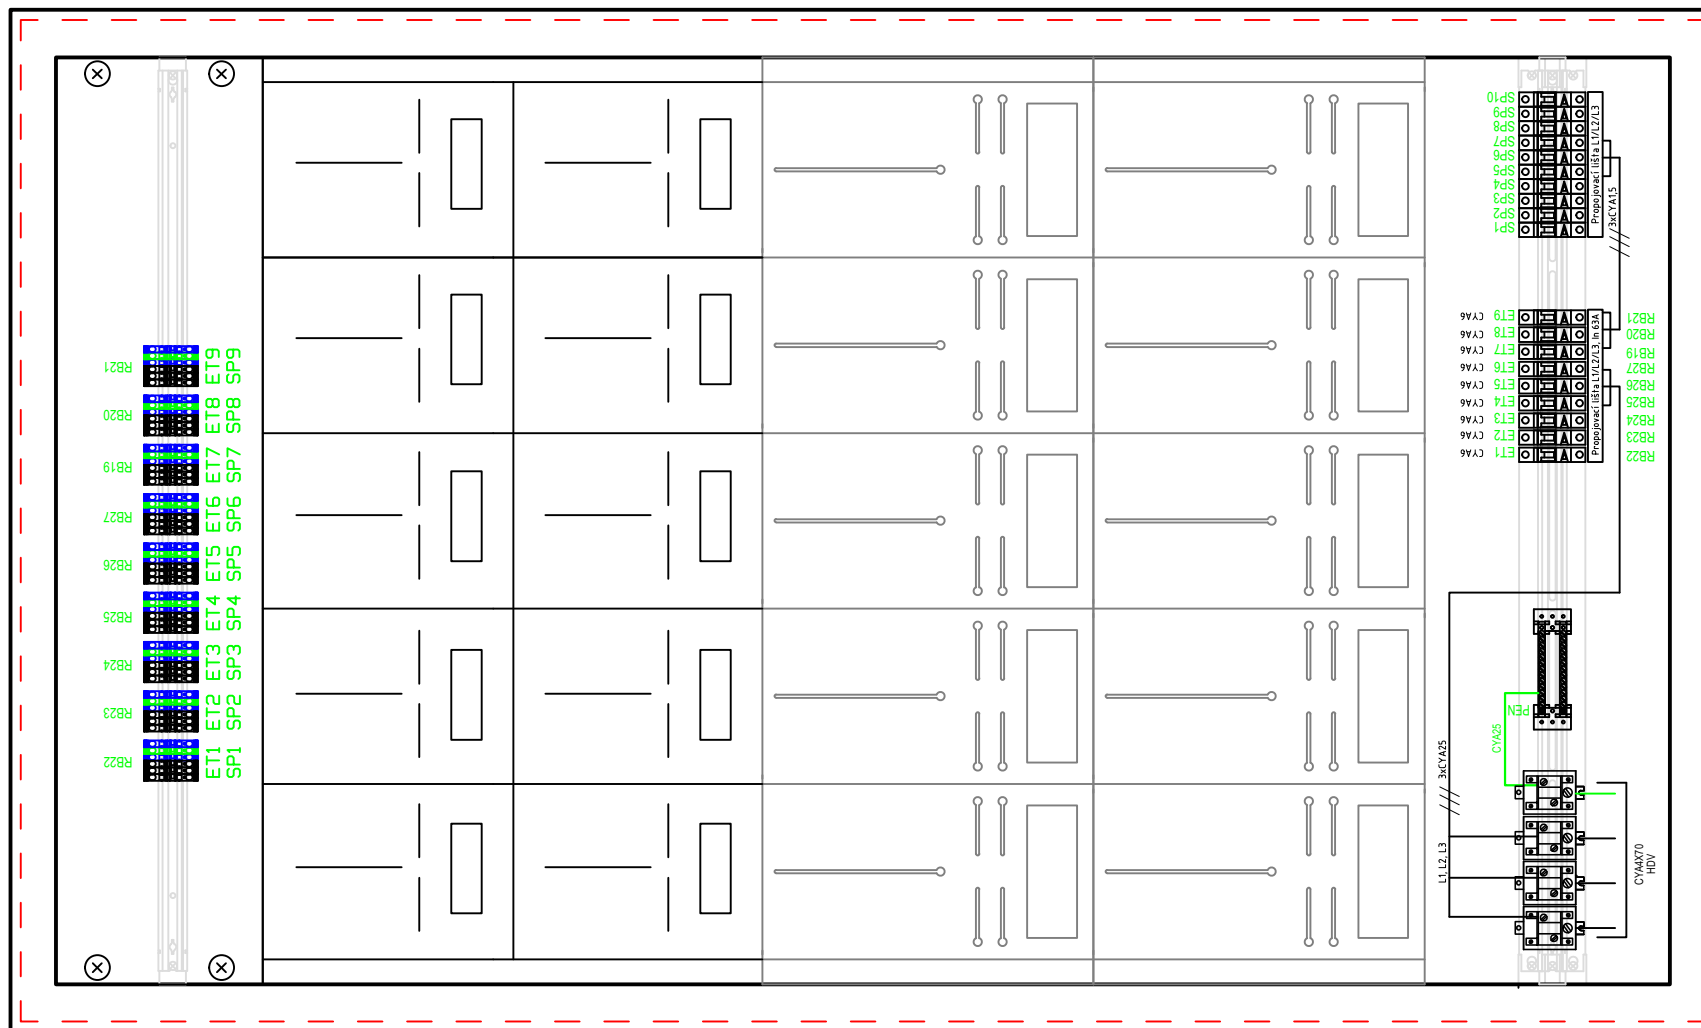 RB21
ET9
SP9
RB20
ET8
SP8
RB19
ET7
SP7
RB27
ET6
SP6
RB26
ET5
SP5
RB25
ET4
SP4
RB24
ET3
SP3
RB23
ET2
SP2
RB22
ET1
SP1
SP10
SP9
SP8
SP7
SP6
SP5
SP4
SP3
SP2
SP1
Propojovací lišta L1/L2/L3
3xCYA1,5
CYA6 ET9 RB21
CYA6 ET8 RB20
CYA6 ET7 RB19
CYA6 ET6 RB27
CYA6 ET5 RB26
CYA6 ET4 RB25
CYA6 ET3 RB24
CYA6 ET2 RB23
CYA6 ET1 RB22
Propojovací lišta L1/L2/L3, In 63A
PEN
CYA25
3xCYA25
L1, L2, L3
CYA4X70
HDV